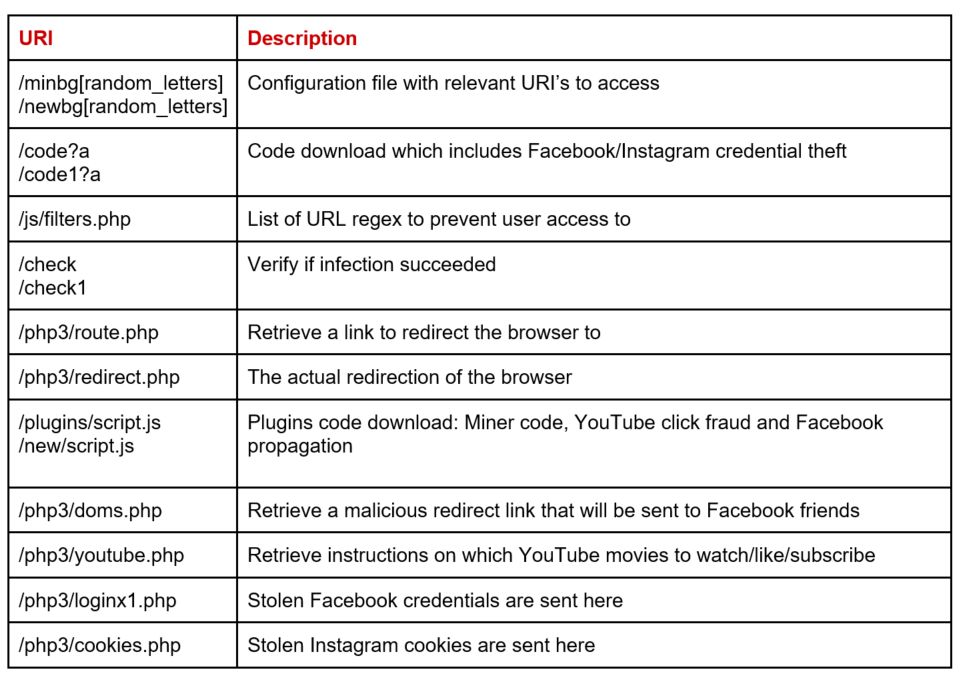 URI Description
/minbg[random_letters] Configuration file with relevant URI’s to access
/newbg[random_letters]
/code?a Code download which includes Facebook/Instagram credential theft
/code1?a
/js/filters.php List of URL regex to prevent user access to
/check Verify if infection succeeded
/check1
/php3/route.php Retrieve a link to redirect the browser to
/php3/redirect.php The actual redirection of the browser
/plugins/script.js Plugins code download: Miner code, YouTube click fraud and Facebook
/new/script.js propagation
/php3/doms.php Retrieve a malicious redirect link that will be sent to Facebook friends
/php3/youtube.php Retrieve instructions on which YouTube movies to watch/like/subscribe
/php3/loginx1.php Stolen Facebook credentials are sent here
/php3/cookies.php Stolen Instagram cookies are sent here